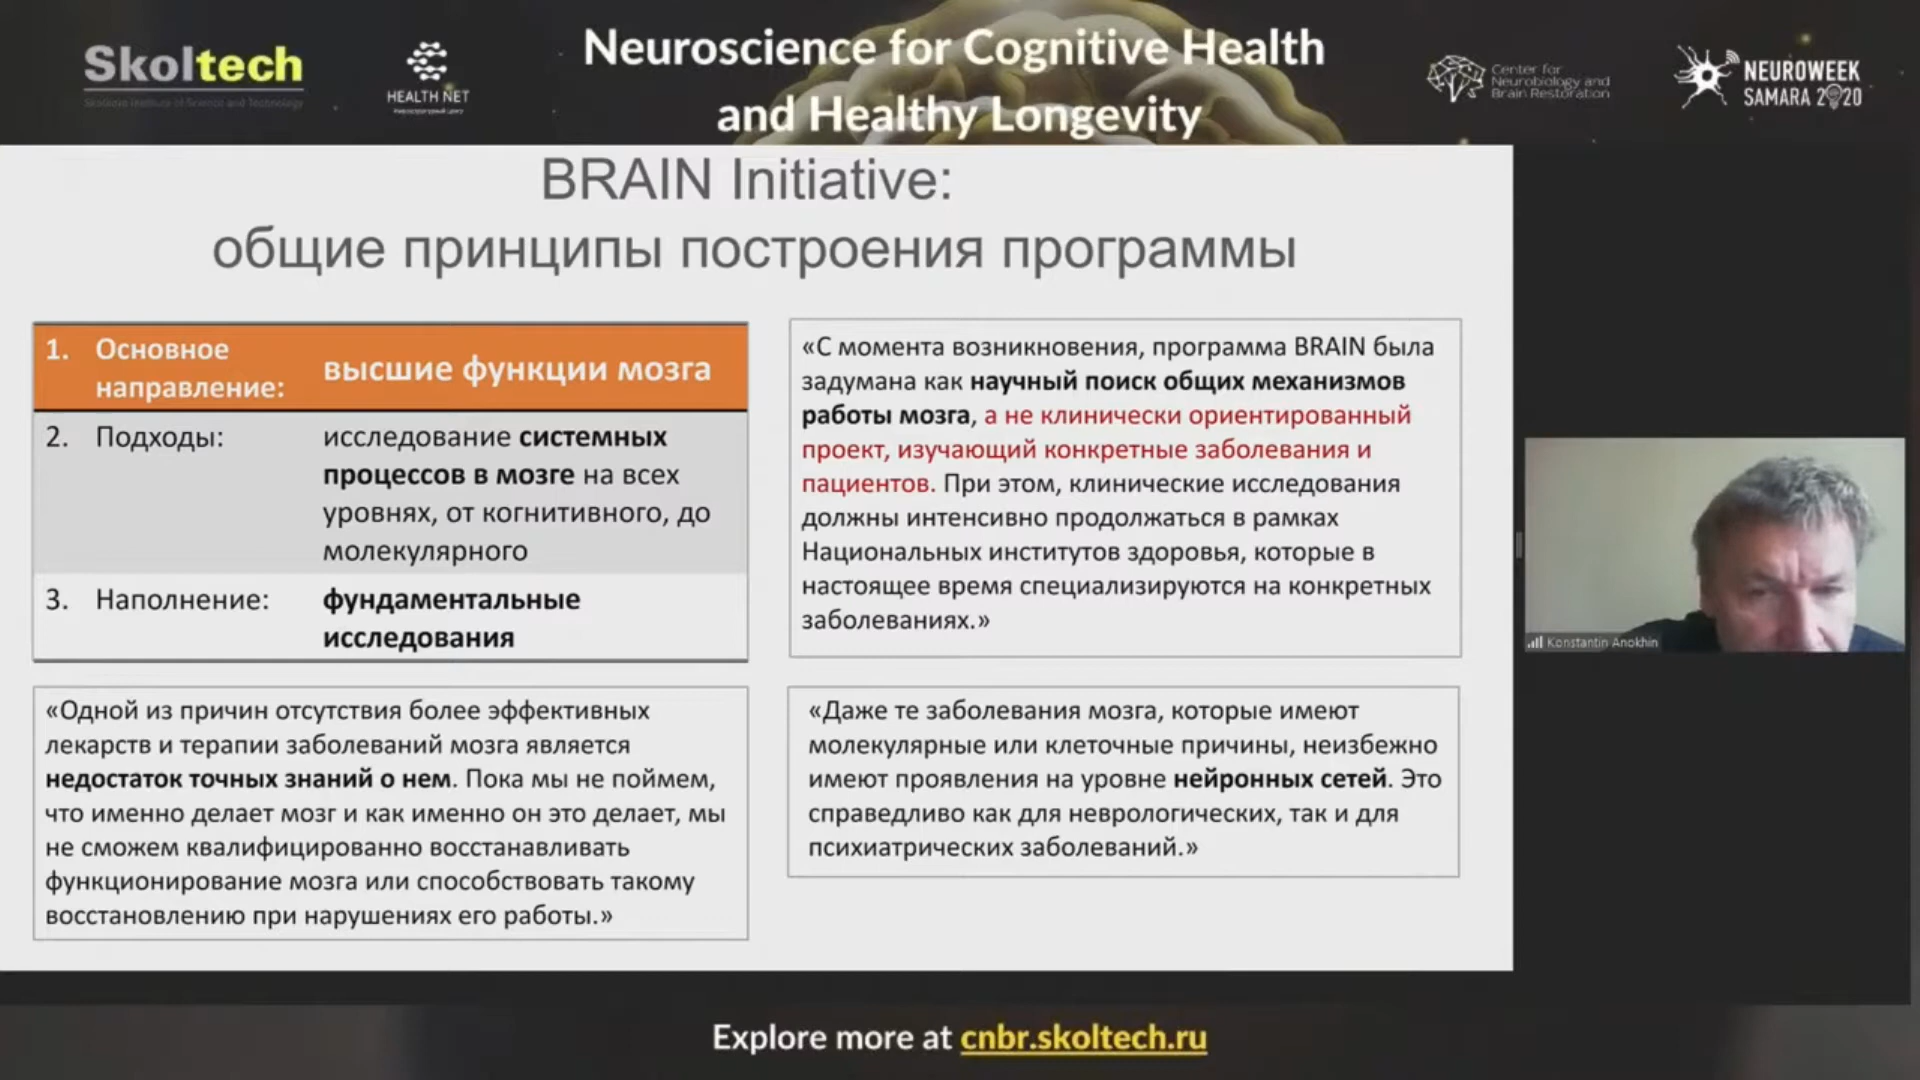 Skoltech
Skolkovo Institute of Science and Technology
HEALTH NET
Neuroscience for Cognitive Health
and Healthy Longevity
Center for
Neurobiology and
Brain Restoration
NEUROWEEK
SAMARA 2020
BRAIN Initiative:
общие принципы построения программы
1. Основное
направление:
высшие функции мозга
2. Подходы:
исследование системных
процессов в мозге на всех
уровнях, от когнитивного, до
молекулярного
3. Наполнение:
фундаментальные
исследования
«С момента возникновения, программа BRAIN была
задумана как научный поиск общих механизмов
работы мозга, а не клинически ориентированный
проект, изучающий конкретные заболевания и
пациентов. При этом, клинические исследования
должны интенсивно продолжаться в рамках
Национальных институтов здоровья, которые в
настоящее время специализируются на конкретных
заболеваниях.»
«Одной из причин отсутствия более эффективных
лекарств и терапии заболеваний мозга является
недостаток точных знаний о нем. Пока мы не поймем,
что именно делает мозг и как именно он это делает, мы
не сможем квалифицированно восстанавливать
функционирование мозга или способствовать такому
восстановлению при нарушениях его работы.»
«Даже те заболевания мозга, которые имеют
молекулярные или клеточные причины, неизбежно
имеют проявления на уровне нейронных сетей. Это
справедливо как для неврологических, так и для
психиатрических заболеваний.»
Konstantin Anokhin
Explore more at cnbr.skoltech.ru